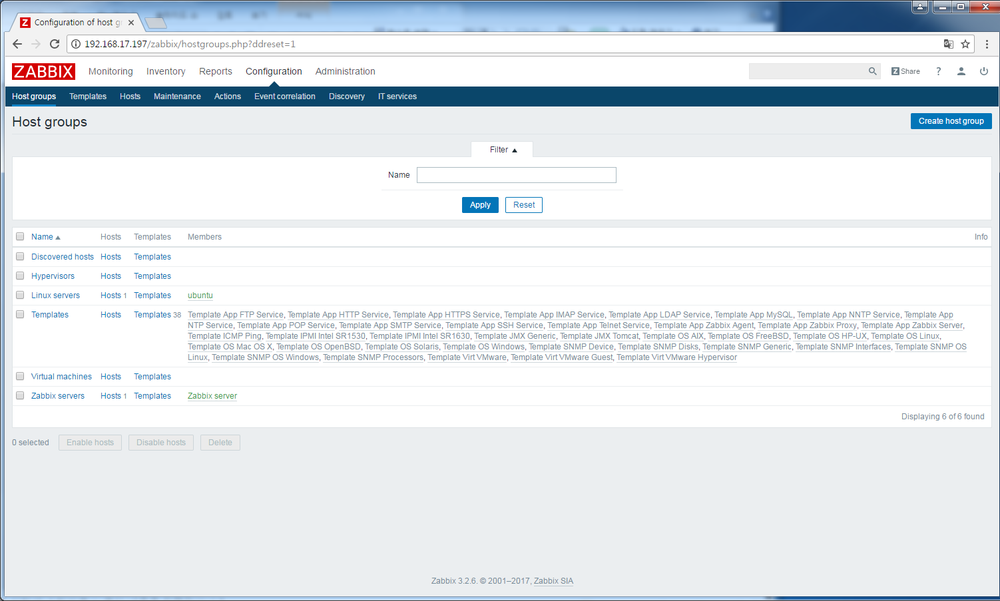 Configuration of host g
192.168.17.197/zabbix/hostgroups.php?ddreset=1
ZABBIX Monitoring Inventory Reports Configuration Administration Z Share ?
Host groups Templates Hosts Maintenance Actions Event correlation Discovery IT services
Host groups Create host group
Filter
Name
Apply Reset
Name Hosts Templates Members Info
Discovered hosts Hosts Templates
Hypervisors Hosts Templates
Linux servers Hosts 1 Templates ubuntu
Templates Hosts Templates 38 Template App FTP Service, Template App HTTP Service, Template App HTTPS Service, Template App IMAP Service, Template App LDAP Service, Template App MySQL, Template App NNTP Service, Template App
NTP Service, Template App POP Service, Template App SMTP Service, Template App SSH Service, Template App Telnet Service, Template App Zabbix Agent, Template App Zabbix Proxy, Template App Zabbix Server,
Template ICMP Ping, Template IPMI Intel SR1530, Template IPMI Intel SR1630, Template JMX Generic, Template JMX Tomcat, Template OS AIX, Template OS FreeBSD, Template OS HP-UX, Template OS Linux,
Template OS Mac OS X, Template OS OpenBSD, Template OS Solaris, Template OS Windows, Template SNMP Device, Template SNMP Disks, Template SNMP Generic, Template SNMP Interfaces, Template SNMP OS
Linux, Template SNMP OS Windows, Template SNMP Processors, Template Virt VMware, Template Virt VMware Guest, Template Virt VMware Hypervisor
Virtual machines Hosts Templates
Zabbix servers Hosts 1 Templates Zabbix server
Displaying 6 of 6 found
0 selected Enable hosts Disable hosts Delete
Zabbix 3.2.6. © 2001–2017, Zabbix SIA